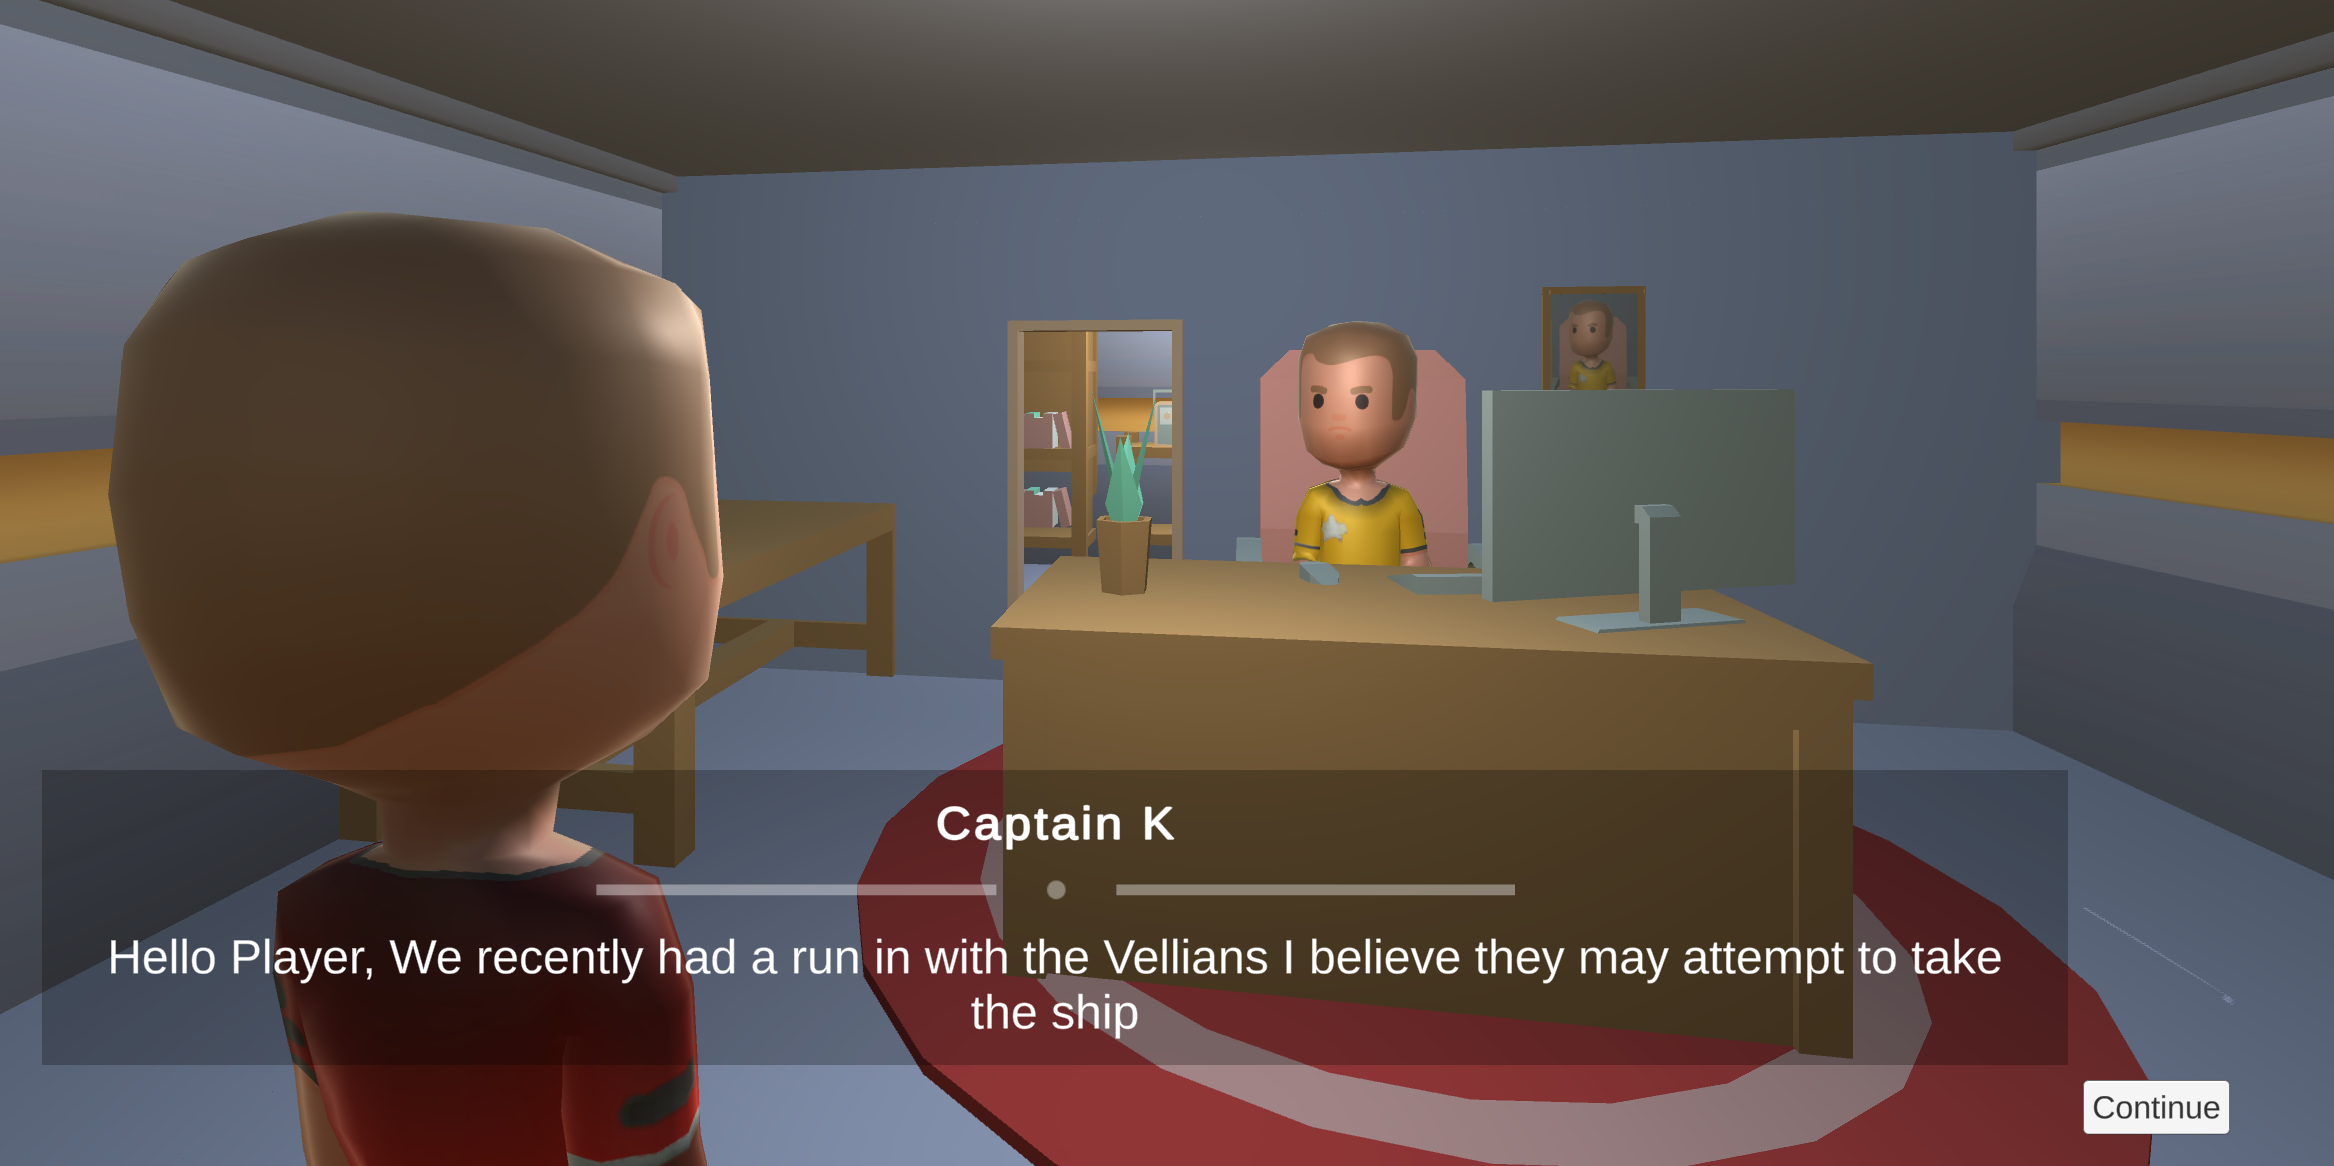 Captain K
Hello Player, We recently had a run in with the Vellians I believe they may attempt to take
the ship
Continue